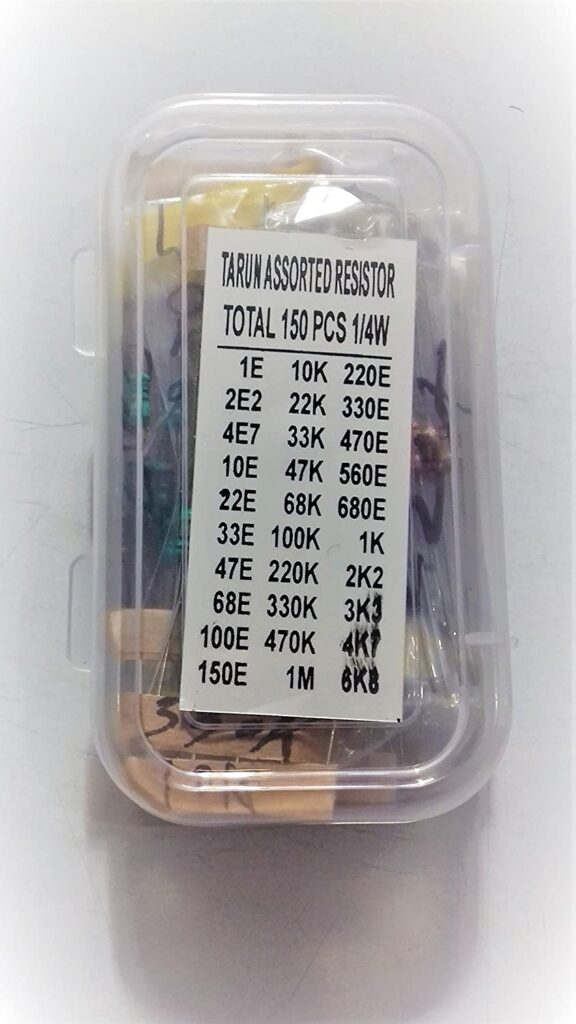 TARUN ASSORTED RESISTOR
TOTAL 150 PCS 1/4W
1E 10K 220E
2E2 22K 330E
4E7 33K 470E
10E 47K 560E
22E 68K 680E
33E 100K 1K
47E 220K 2K2
68E 330K 3K3
100E 470K 4K7
150E 1M 6K8